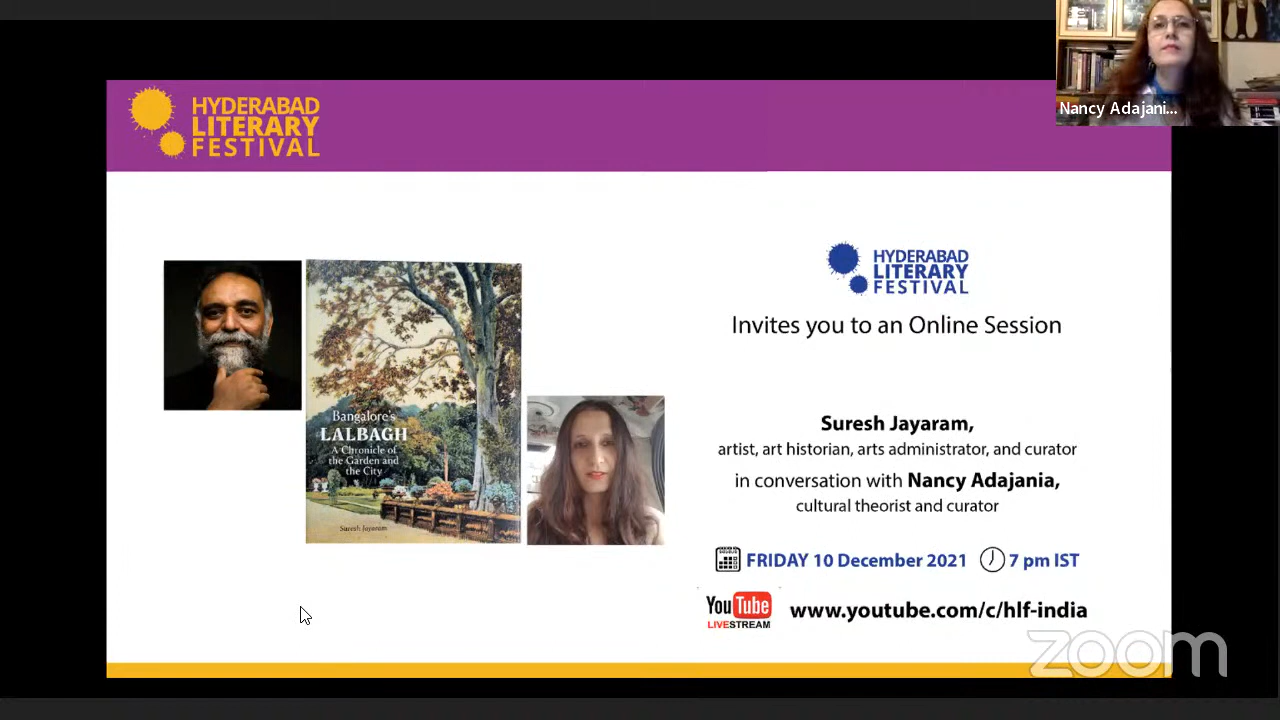 HYDERABAD
LITERARY
FESTIVAL
Nancy Adajani...
HYDERABAD
LITERARY
FESTIVAL
Invites you to an Online Session
Bangalore's
LALBAGH
A Chronicle of
the Garden and
the City
Suresh Jayaram
Suresh Jayaram,
artist, art historian, arts administrator, and curator
in conversation with Nancy Adajania,
cultural theorist and curator
FRIDAY 10 December 2021 7 pm IST
YouTube
LIVESTREAM
www.youtube.com/c/hlf-india
zoom